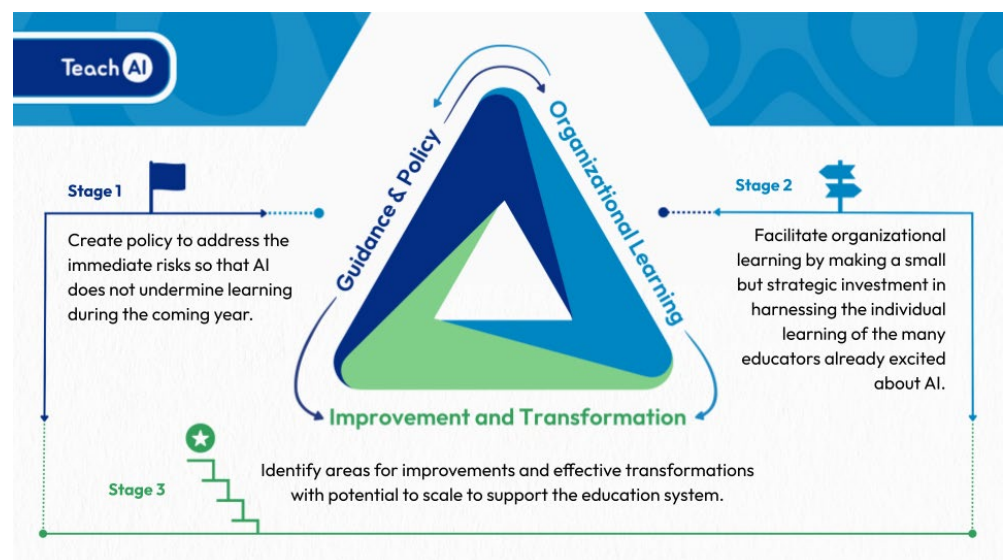 Teach AI
Guidance & Policy
Organizational Learning
Stage 1
Create policy to address the
immediate risks so that AI
does not undermine learning
during the coming year.
Stage 2
Facilitate organizational
learning by making a small
but strategic investment in
harnessing the individual
learning of the many
educators already excited
about AI.
Improvement and Transformation
Stage 3
Identify areas for improvements and effective transformations
with potential to scale to support the education system.